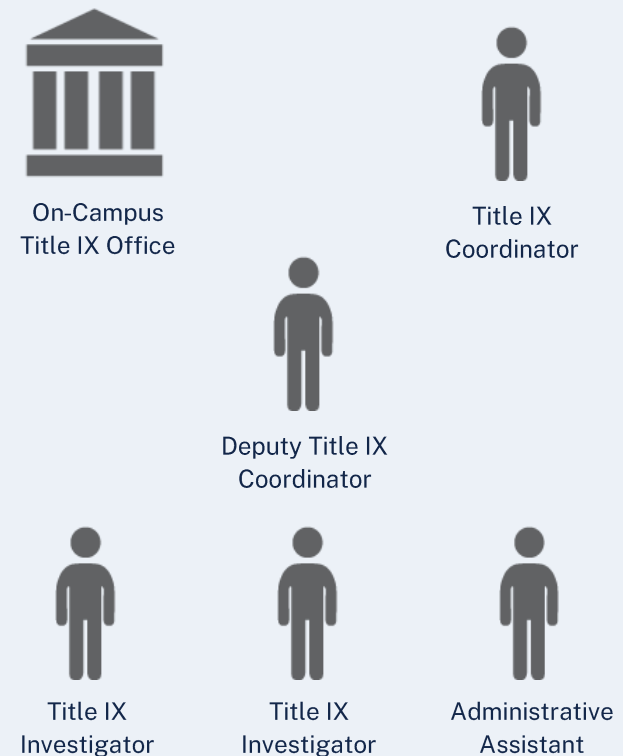 On-Campus
Title IX Office
Title IX
Coordinator
Deputy Title IX
Coordinator
Title IX
Investigator
Title IX
Investigator
Administrative
Assistant